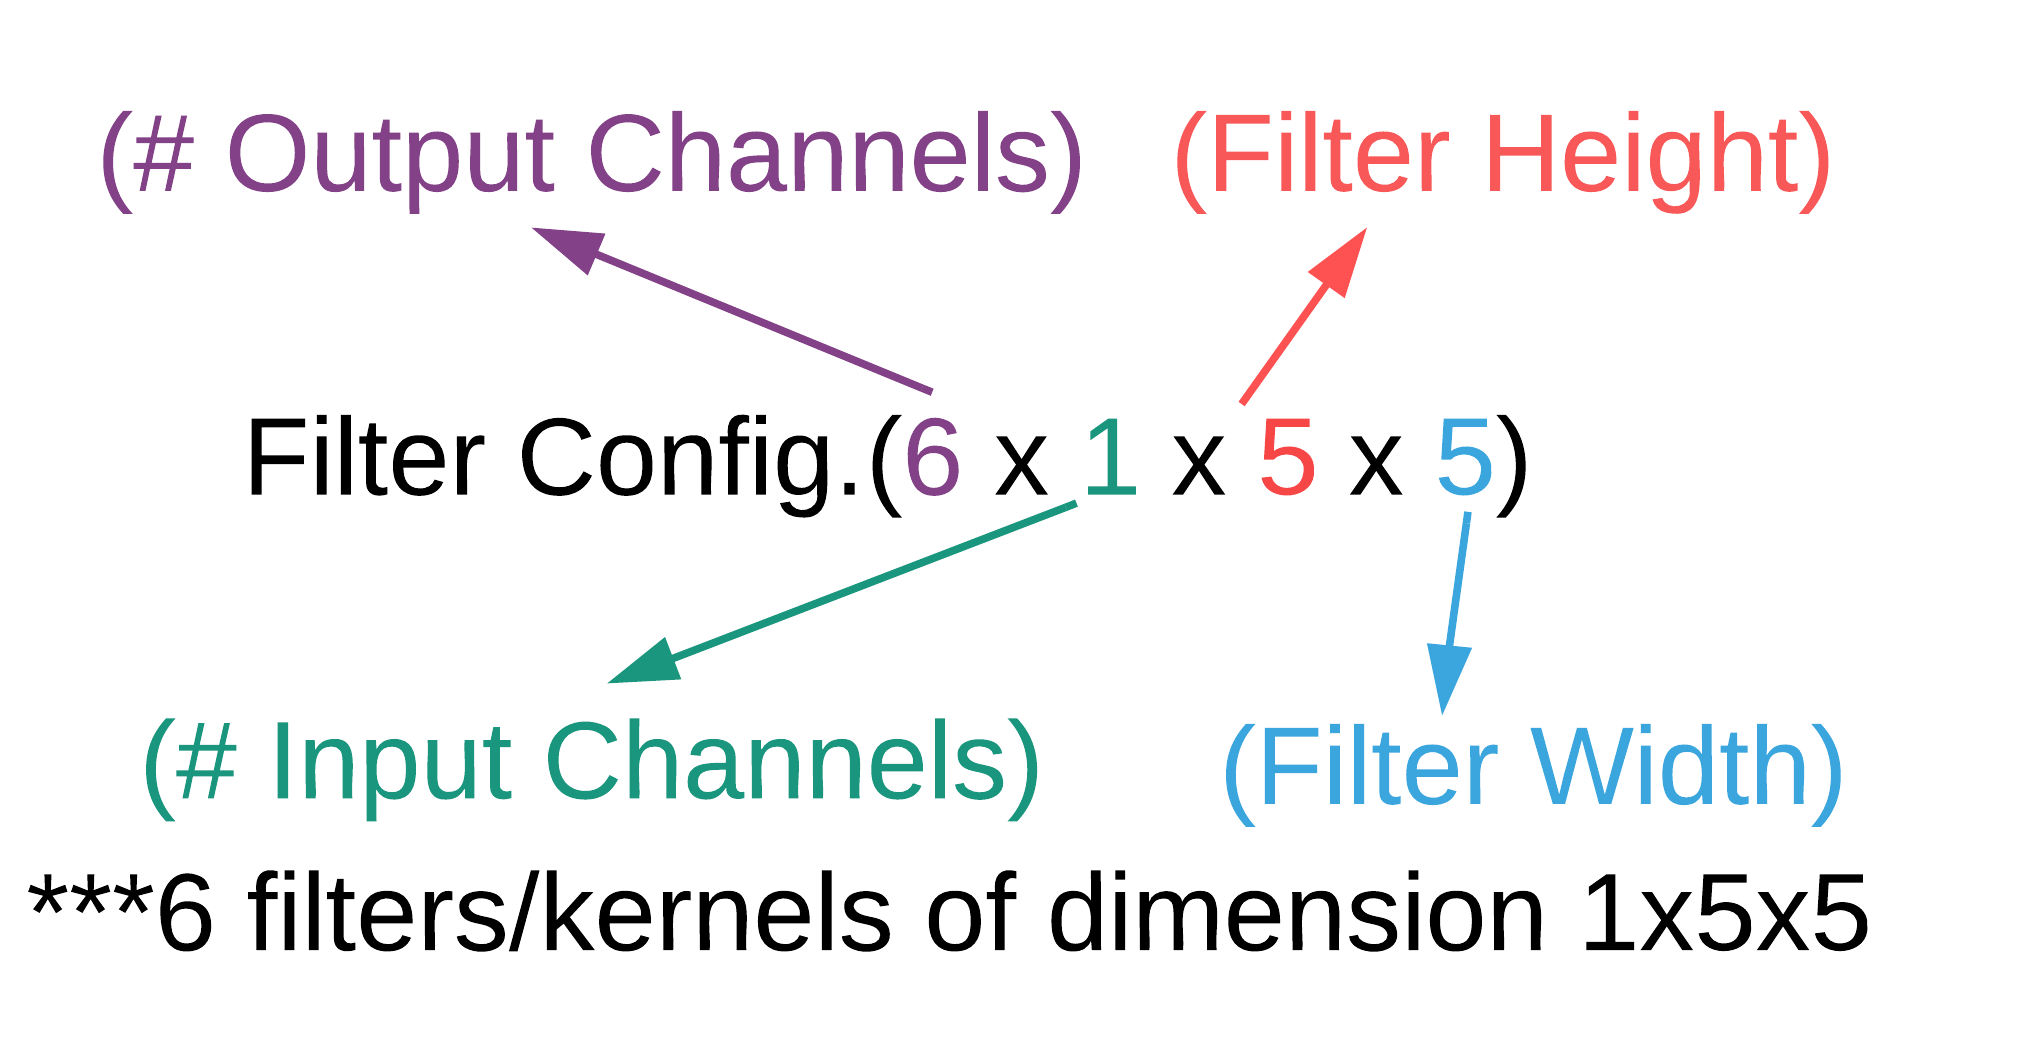 (# Output Channels) (Filter Height)
Filter Config.(6 x 1 x 5 x 5)
(# Input Channels) (Filter Width)
***6 filters/kernels of dimension 1x5x5